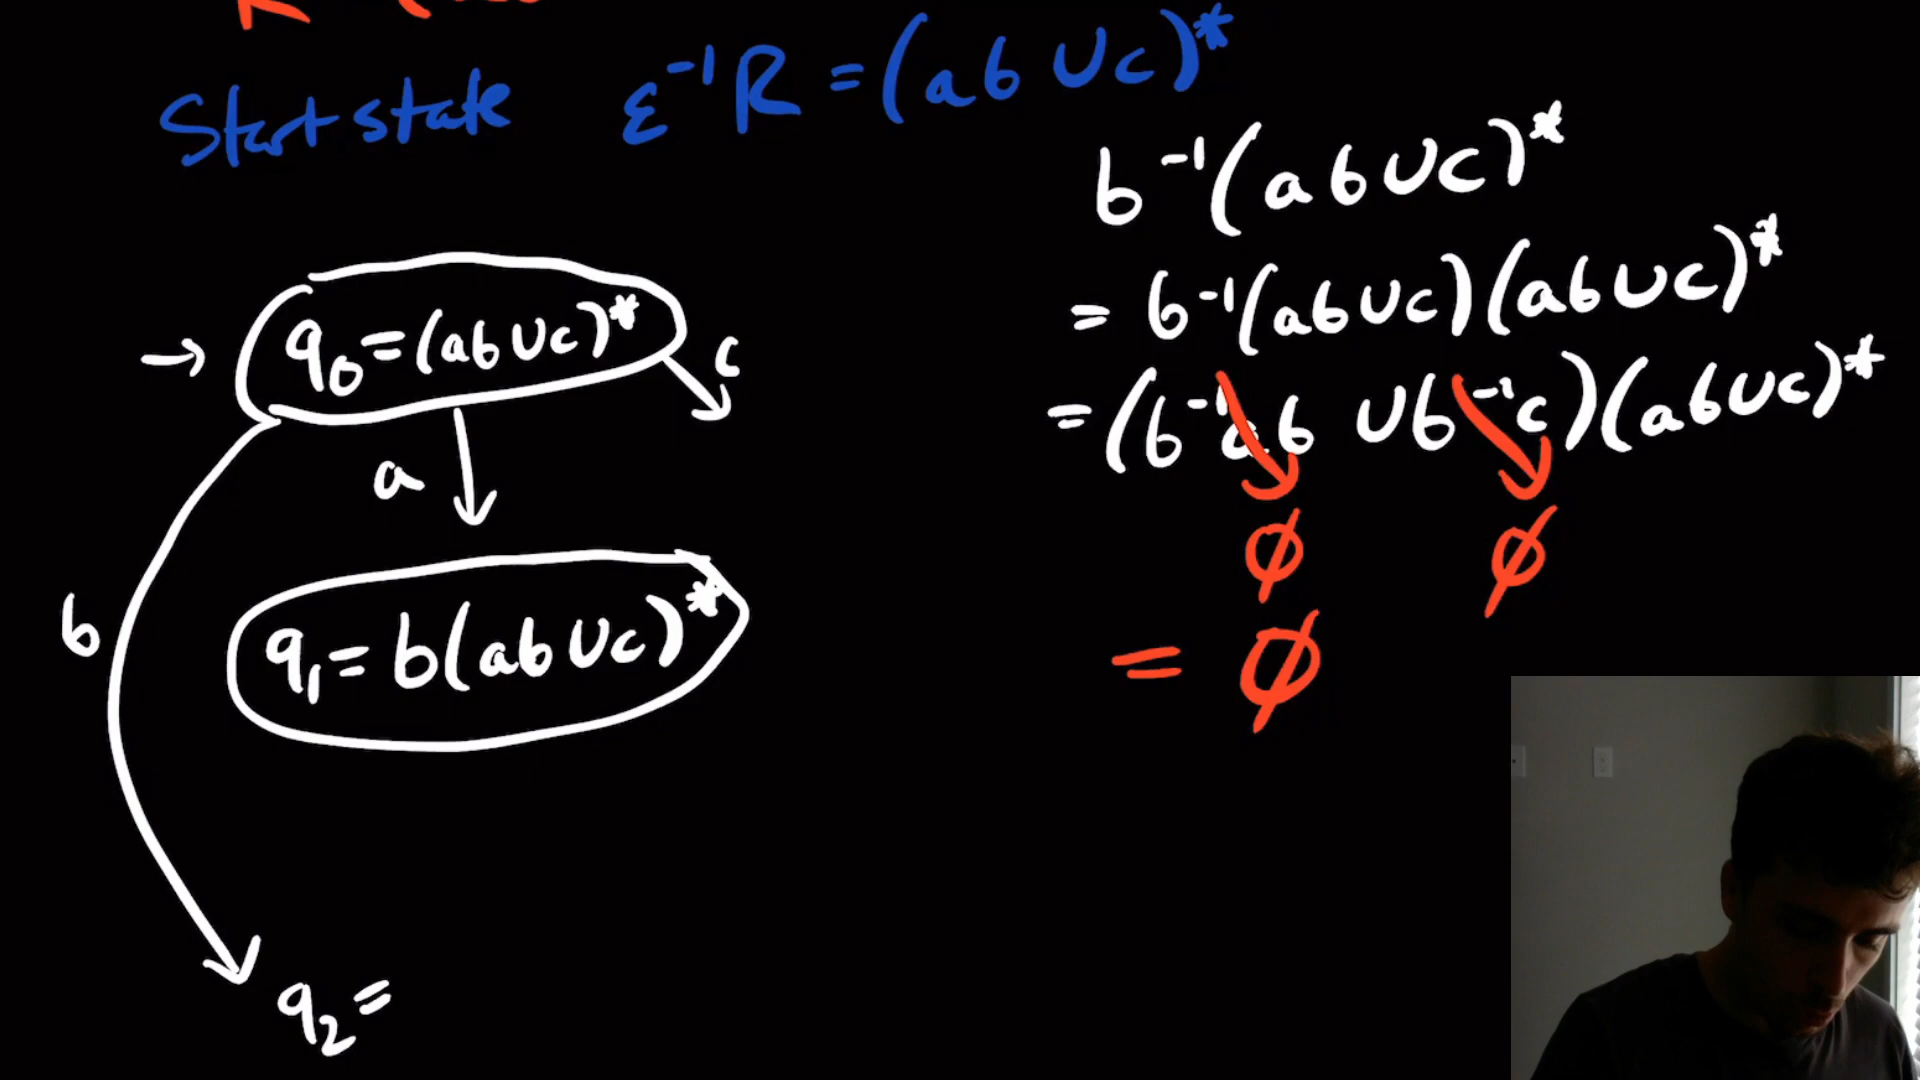 Start state ε⁻¹R = (ab ∪ c)*
b⁻¹(ab ∪ c)*
= b⁻¹(ab ∪ c)(ab ∪ c)*
= (b⁻¹ab ∪ b⁻¹c)(ab ∪ c)*
∅ ∅
= ∅
→ q₀ = (ab ∪ c)*
c
a
b
q₁ = b(ab ∪ c)*
q₂ =